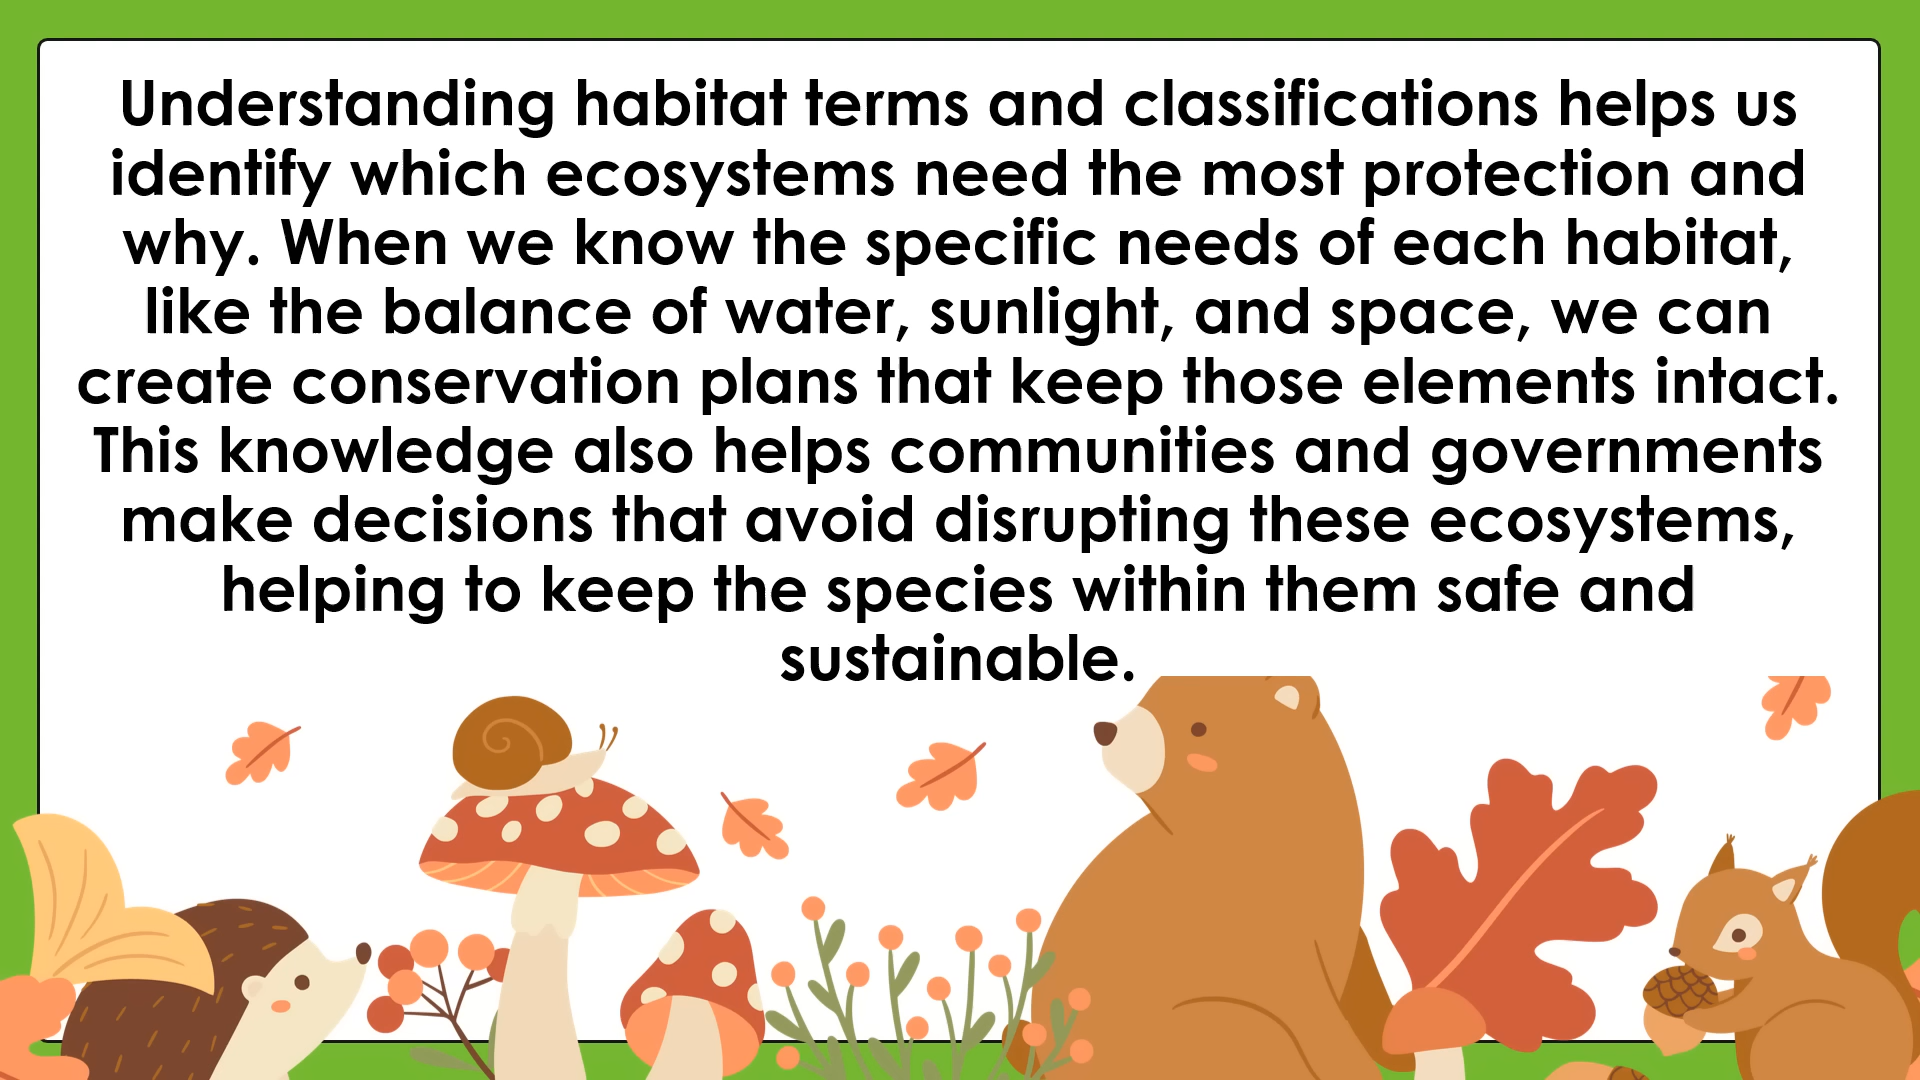 Understanding habitat terms and classifications helps us
identify which ecosystems need the most protection and
why. When we know the specific needs of each habitat,
like the balance of water, sunlight, and space, we can
create conservation plans that keep those elements intact.
This knowledge also helps communities and governments
make decisions that avoid disrupting these ecosystems,
helping to keep the species within them safe and
sustainable.